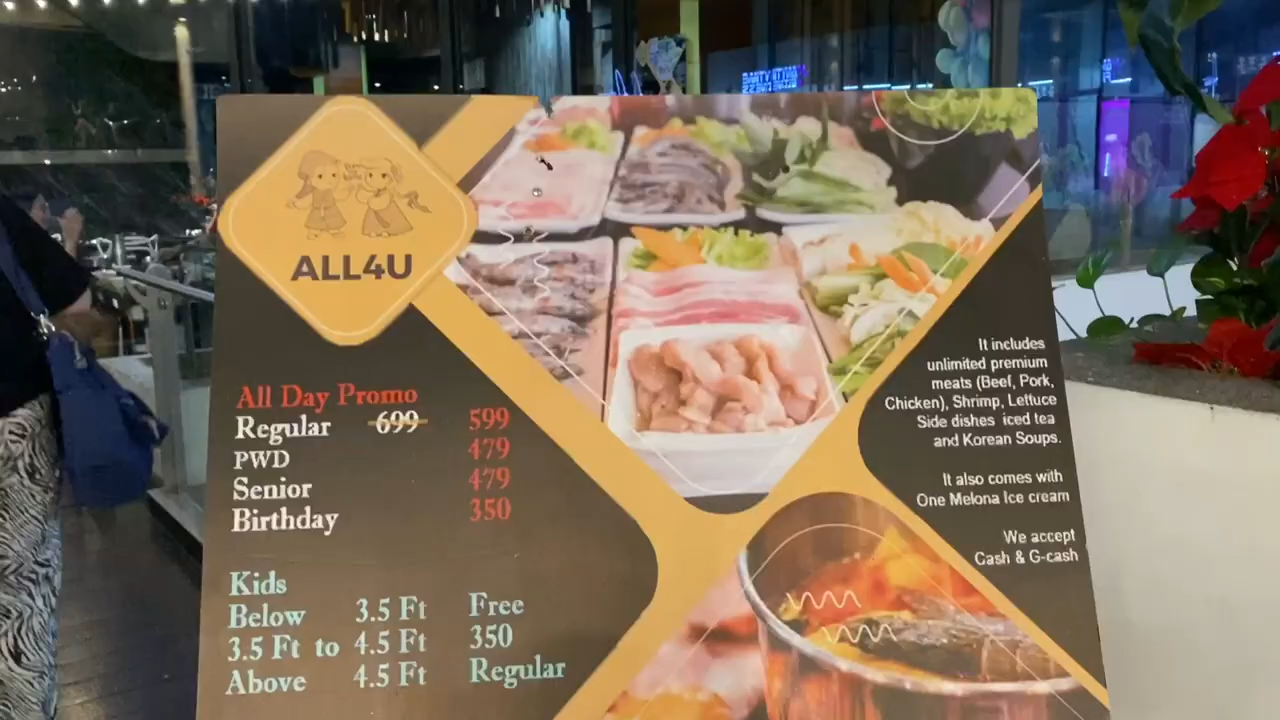 ALL4U
All Day Promo
Regular 699 599
PWD 479
Senior 479
Birthday 350
Kids
Below 3.5 Ft Free
3.5 Ft to 4.5 Ft 350
Above 4.5 Ft Regular
It includes
unlimited premium
meats (Beef, Pork,
Chicken), Shrimp, Lettuce
Side dishes iced tea
and Korean Soups.
It also comes with
One Melona Ice cream
We accept
Cash & G-cash